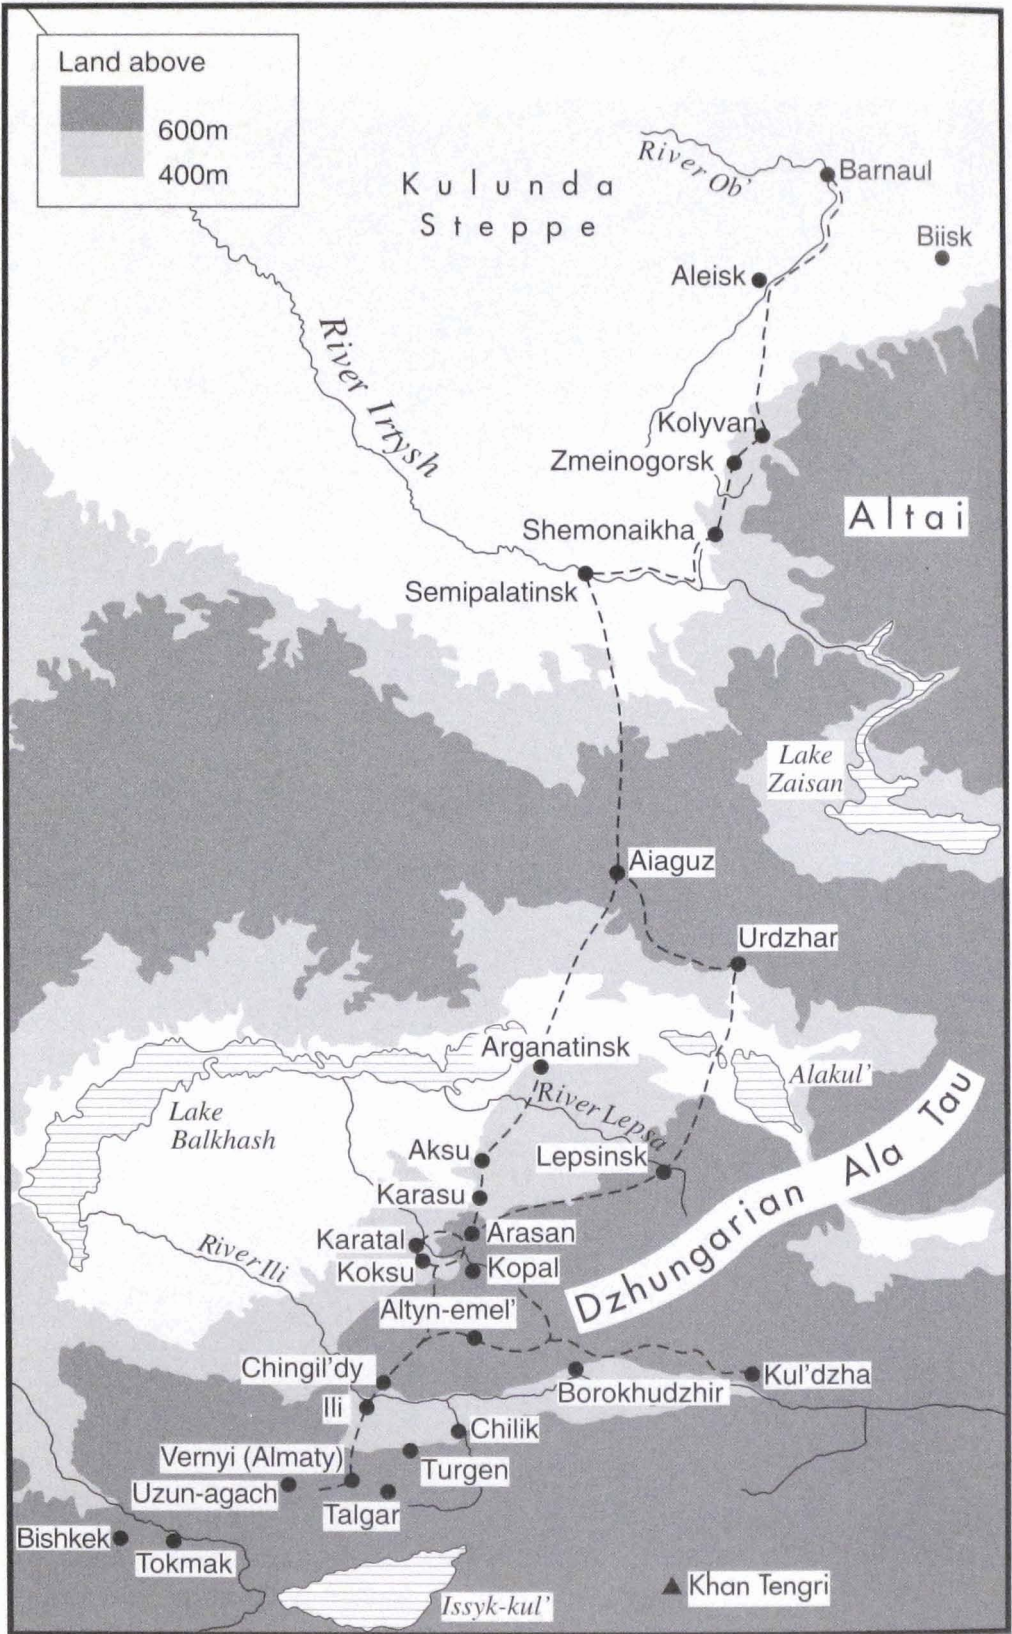 Land above
600m
400m
River Ob'
Barnaul
Kulunda
Steppe
Biisk
Aleisk
River Irtysh
Kolyvan
Zmeinogorsk
Altai
Shemonaikha
Semipalatinsk
Lake
Zaisan
Aiaguz
Urdzhar
Arganatinsk
Alakul'
River Lepsa
Lake
Balkhash
Aksu
Lepsinsk
Dzhungarian Ala Tau
Karasu
Karatal
Arasan
River Ili
Koksu
Kopal
Altyn-emel'
Chingil'dy
Kul'dzha
Borokhudzhir
Ili
Chilik
Vernyi (Almaty)
Turgen
Uzun-agach
Talgar
Bishkek
Tokmak
Khan Tengri
Issyk-kul'